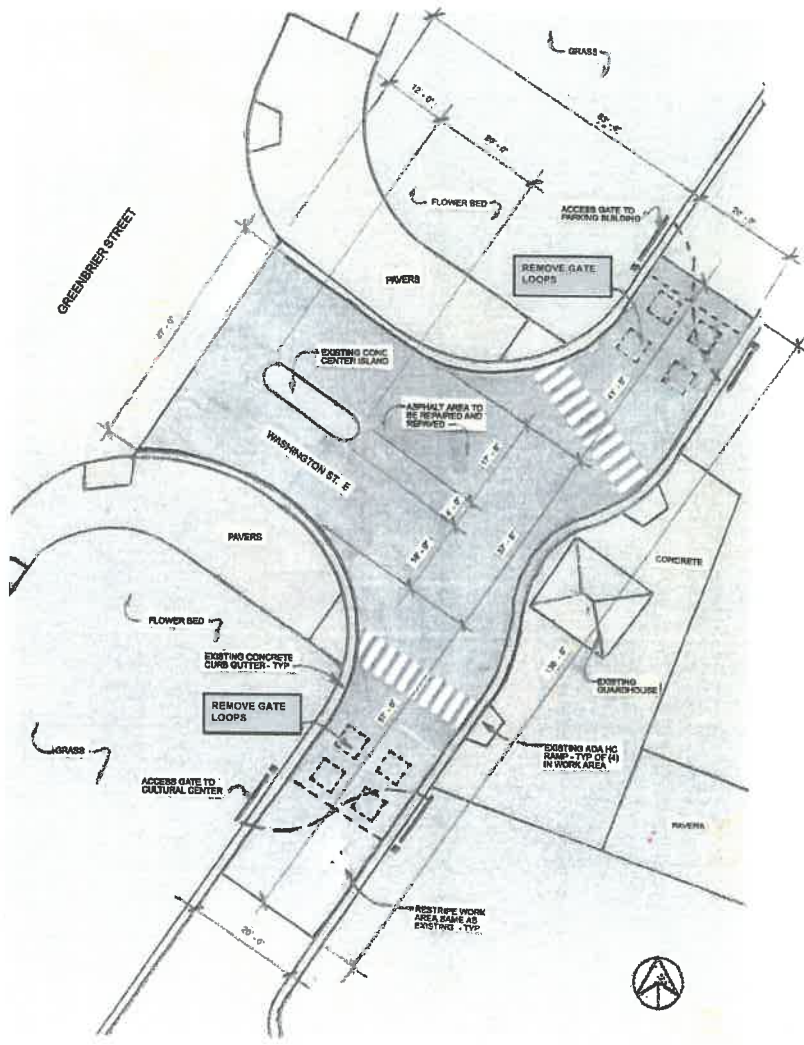 GRASS
12'-0"
FLOWER BED
ACCESS GATE TO
PARKING BUILDING
GREENBRIER STREET
PAVERS
REMOVE GATE
LOOPS
EXISTING CONC
CENTER ISLAND
ASPHALT AREA TO
BE REPAIRED AND
REPAVED
WASHINGTON ST. E
PAVERS
CONCRETE
FLOWER BED
EXISTING CONCRETE
CURB GUTTER - TYP
EXISTING
GUARDHOUSE
REMOVE GATE
LOOPS
GRASS
EXISTING ADA HC
RAMP - TYP OF (4)
IN WORK AREA
ACCESS GATE TO
CULTURAL CENTER
PAVERS
RESTRIPE WORK
AREA SAME AS
EXISTING - TYP
20'-0"